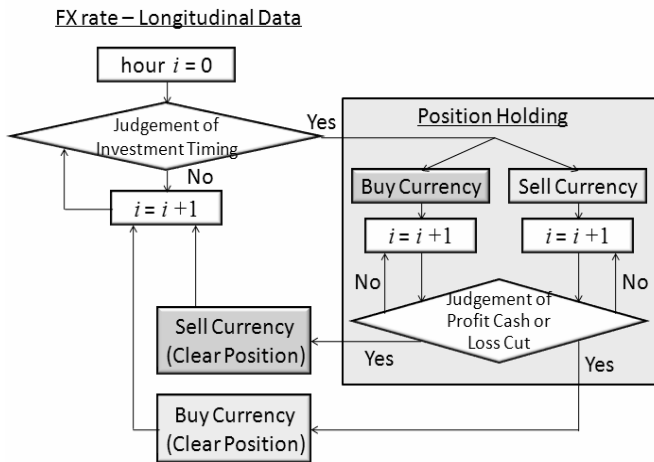 FX rate – Longitudinal Data
hour i = 0
Judgement of
Investment Timing
Yes
No
i = i +1
Position Holding
Buy Currency
Sell Currency
i = i +1
i = i +1
No
No
Judgement of
Profit Cash or
Loss Cut
Yes
Yes
Sell Currency
(Clear Position)
Buy Currency
(Clear Position)